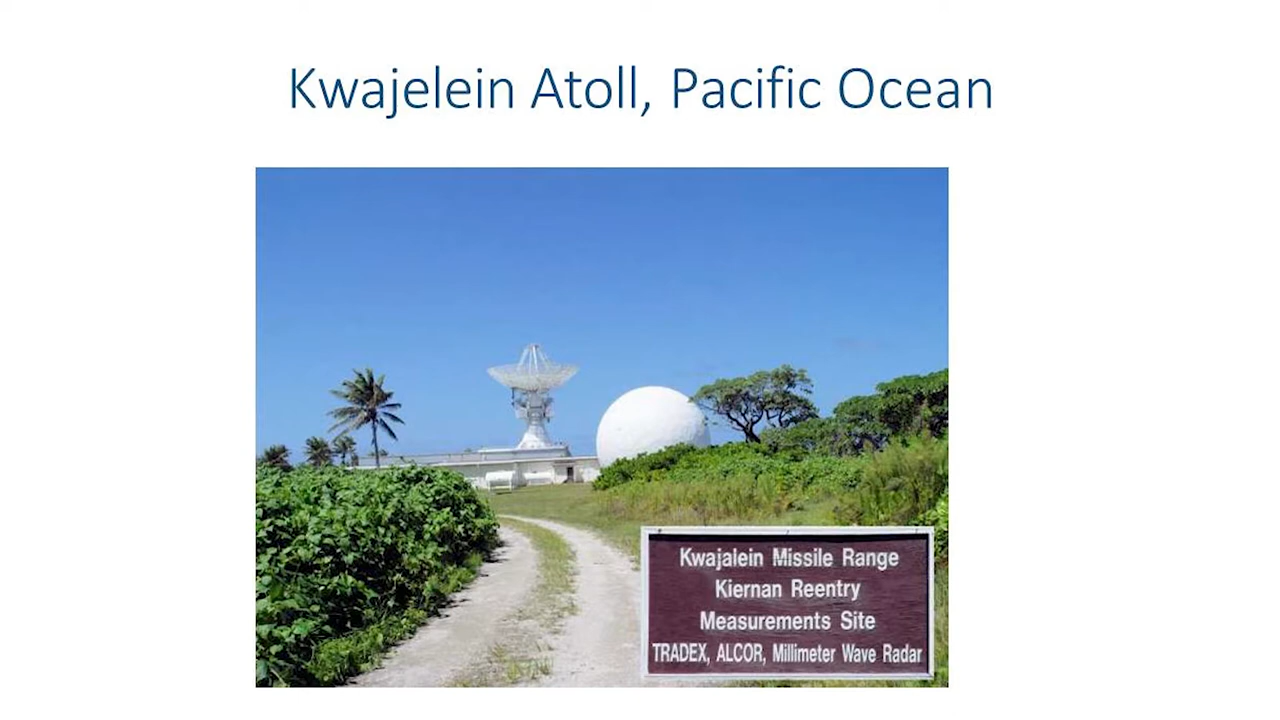 Kwajelein Atoll, Pacific Ocean
Kwajalein Missile Range
Kiernan Reentry
Measurements Site
TRADEX, ALCOR, Millimeter Wave Radar